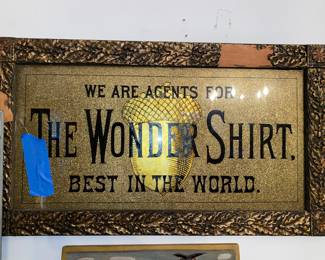 WE ARE AGENTS FOR
THE WONDER SHIRT.
BEST IN THE WORLD.